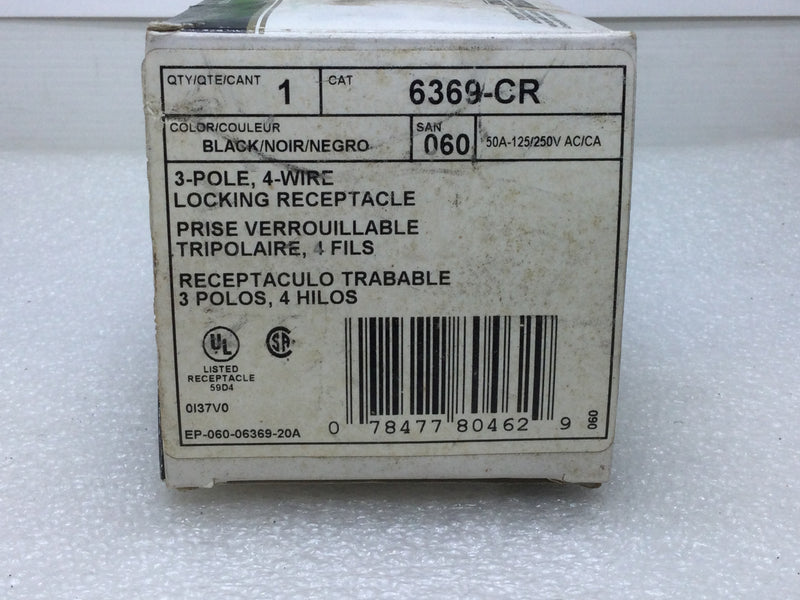 QTY/QTE/CANT 1 CAT 6369-CR
COLOR/COULEUR
BLACK/NOIR/NEGRO
SAN
060
50A-125/250V AC/CA
3-POLE, 4-WIRE
LOCKING RECEPTACLE
PRISE VERROUILLABLE
TRIPOLAIRE, 4 FILS
RECEPTACULO TRABABLE
3 POLOS, 4 HILOS
UL
LISTED
RECEPTACLE
59D4
SA
0I37V0
EP-060-06369-20A
0 78477 80462 9
060